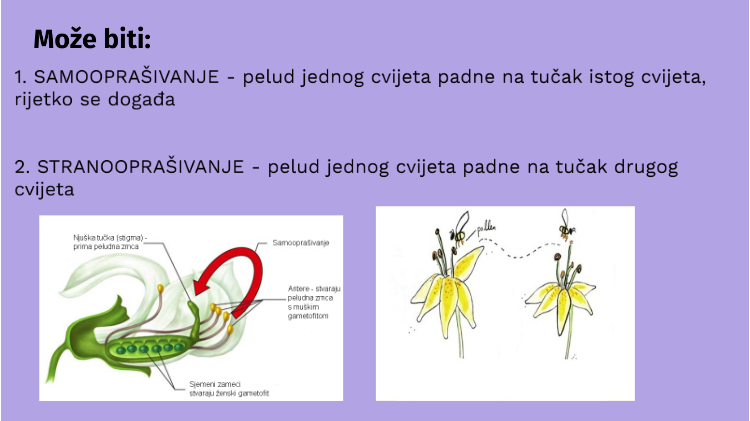 Može biti:
1. SAMOOPRAŠIVANJE - pelud jednog cvijeta padne na tučak istog cvijeta,
rijetko se događa
2. STRANOOPRAŠIVANJE - pelud jednog cvijeta padne na tučak drugog
cvijeta
Njuška tučka (stigma) -
prima peludna zrnca
Samooprašivanje
Antere - stvaraju
peludna zrnca
s muškim
gametofitom
Sjemeni zameci
stvaraju ženski gametofit
pollen